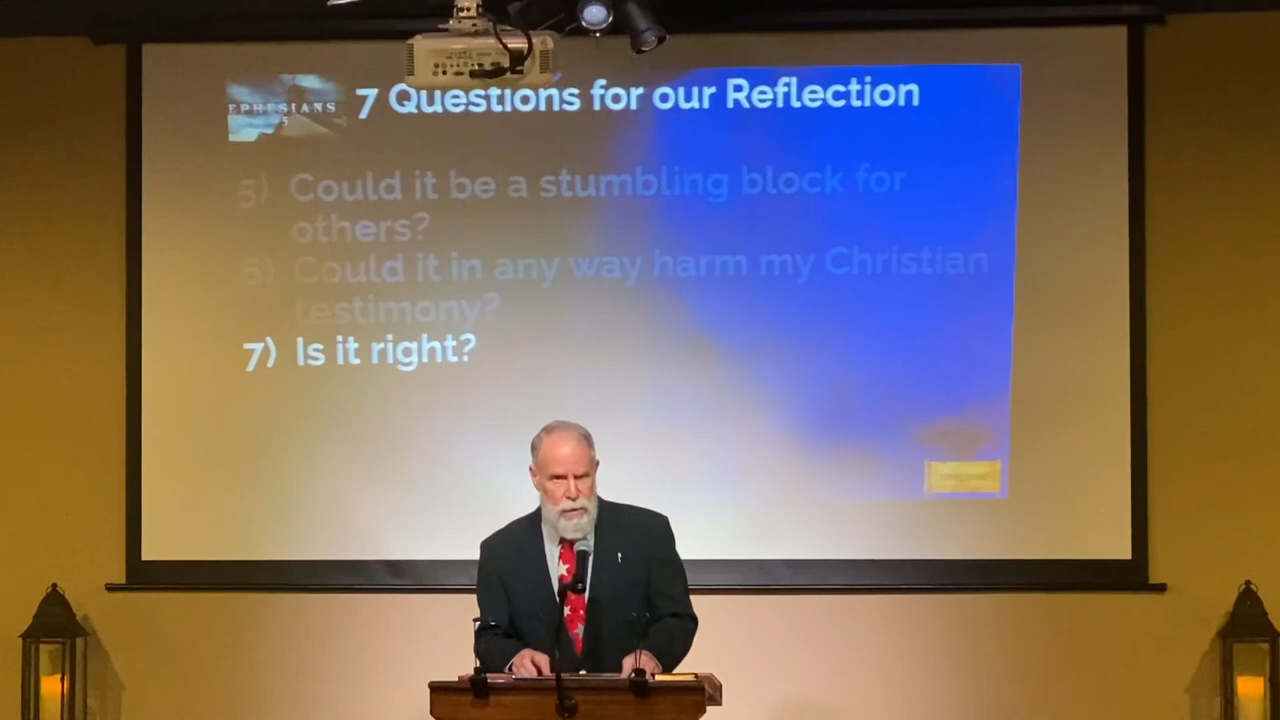 EPHESIANS
5
7 Questions for our Reflection
5) Could it be a stumbling block for
others?
6) Could it in any way harm my Christian
testimony?
7) Is it right?